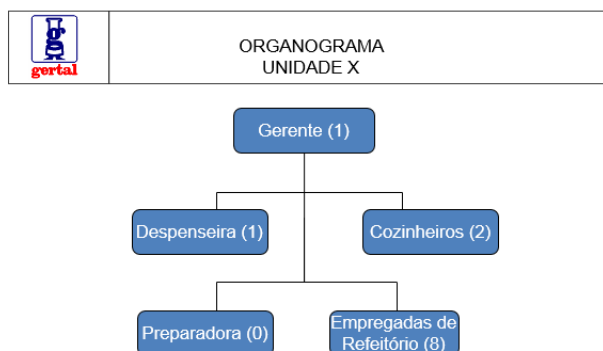 gertal
ORGANOGRAMA
UNIDADE X
Gerente (1)
Despenseira (1)
Cozinheiros (2)
Preparadora (0)
Empregadas de
Refeitório (8)